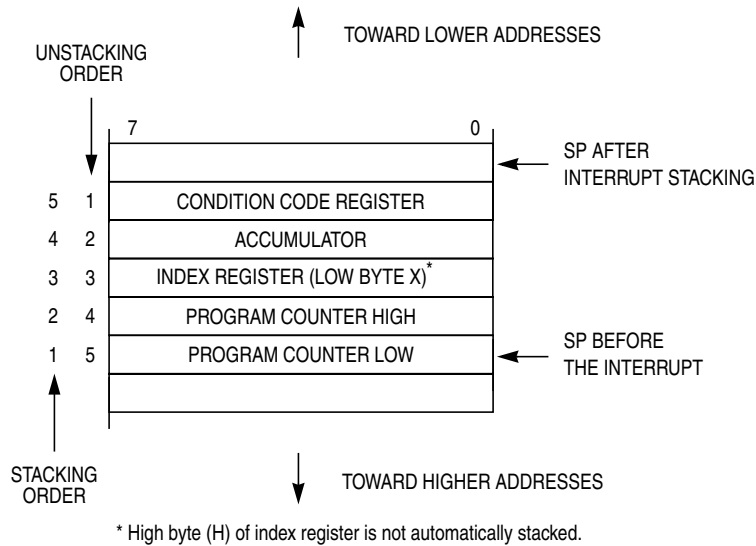 TOWARD LOWER ADDRESSES
UNSTACKING
ORDER
7 0
SP AFTER
INTERRUPT STACKING
5 1 CONDITION CODE REGISTER
4 2 ACCUMULATOR
3 3 INDEX REGISTER (LOW BYTE X)*
2 4 PROGRAM COUNTER HIGH
1 5 PROGRAM COUNTER LOW
SP BEFORE
THE INTERRUPT
STACKING
ORDER
TOWARD HIGHER ADDRESSES
* High byte (H) of index register is not automatically stacked.